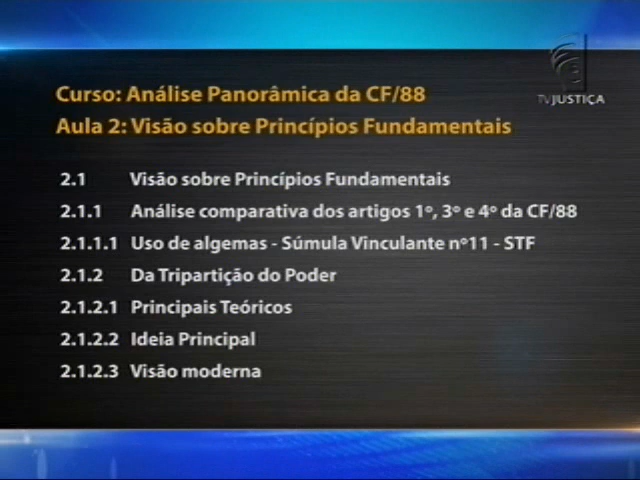 TVJUSTIÇA
Curso: Análise Panorâmica da CF/88
Aula 2: Visão sobre Princípios Fundamentais
2.1 Visão sobre Princípios Fundamentais
2.1.1 Análise comparativa dos artigos 1º, 3º e 4º da CF/88
2.1.1.1 Uso de algemas - Súmula Vinculante nº11 - STF
2.1.2 Da Tripartição do Poder
2.1.2.1 Principais Teóricos
2.1.2.2 Ideia Principal
2.1.2.3 Visão moderna